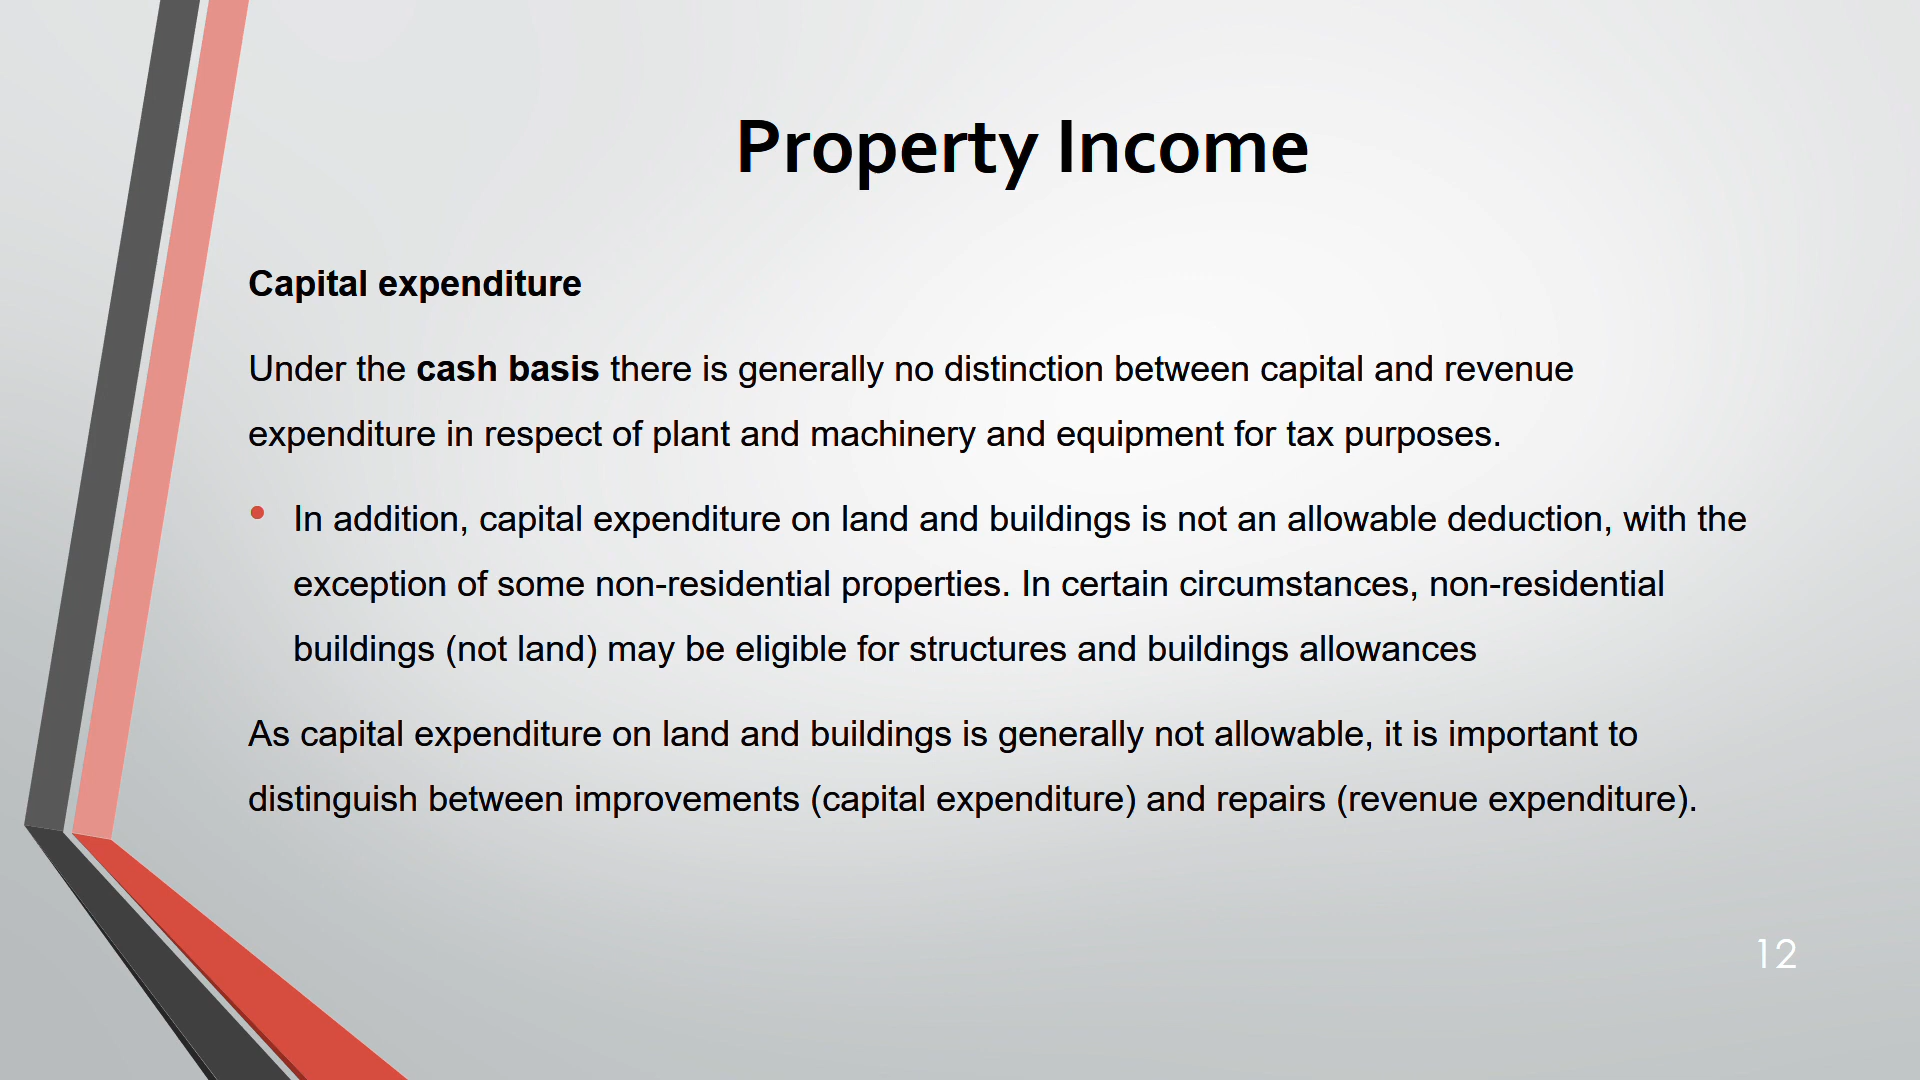 Property Income
Capital expenditure
Under the cash basis there is generally no distinction between capital and revenue
expenditure in respect of plant and machinery and equipment for tax purposes.
• In addition, capital expenditure on land and buildings is not an allowable deduction, with the
exception of some non-residential properties. In certain circumstances, non-residential
buildings (not land) may be eligible for structures and buildings allowances
As capital expenditure on land and buildings is generally not allowable, it is important to
distinguish between improvements (capital expenditure) and repairs (revenue expenditure).
12